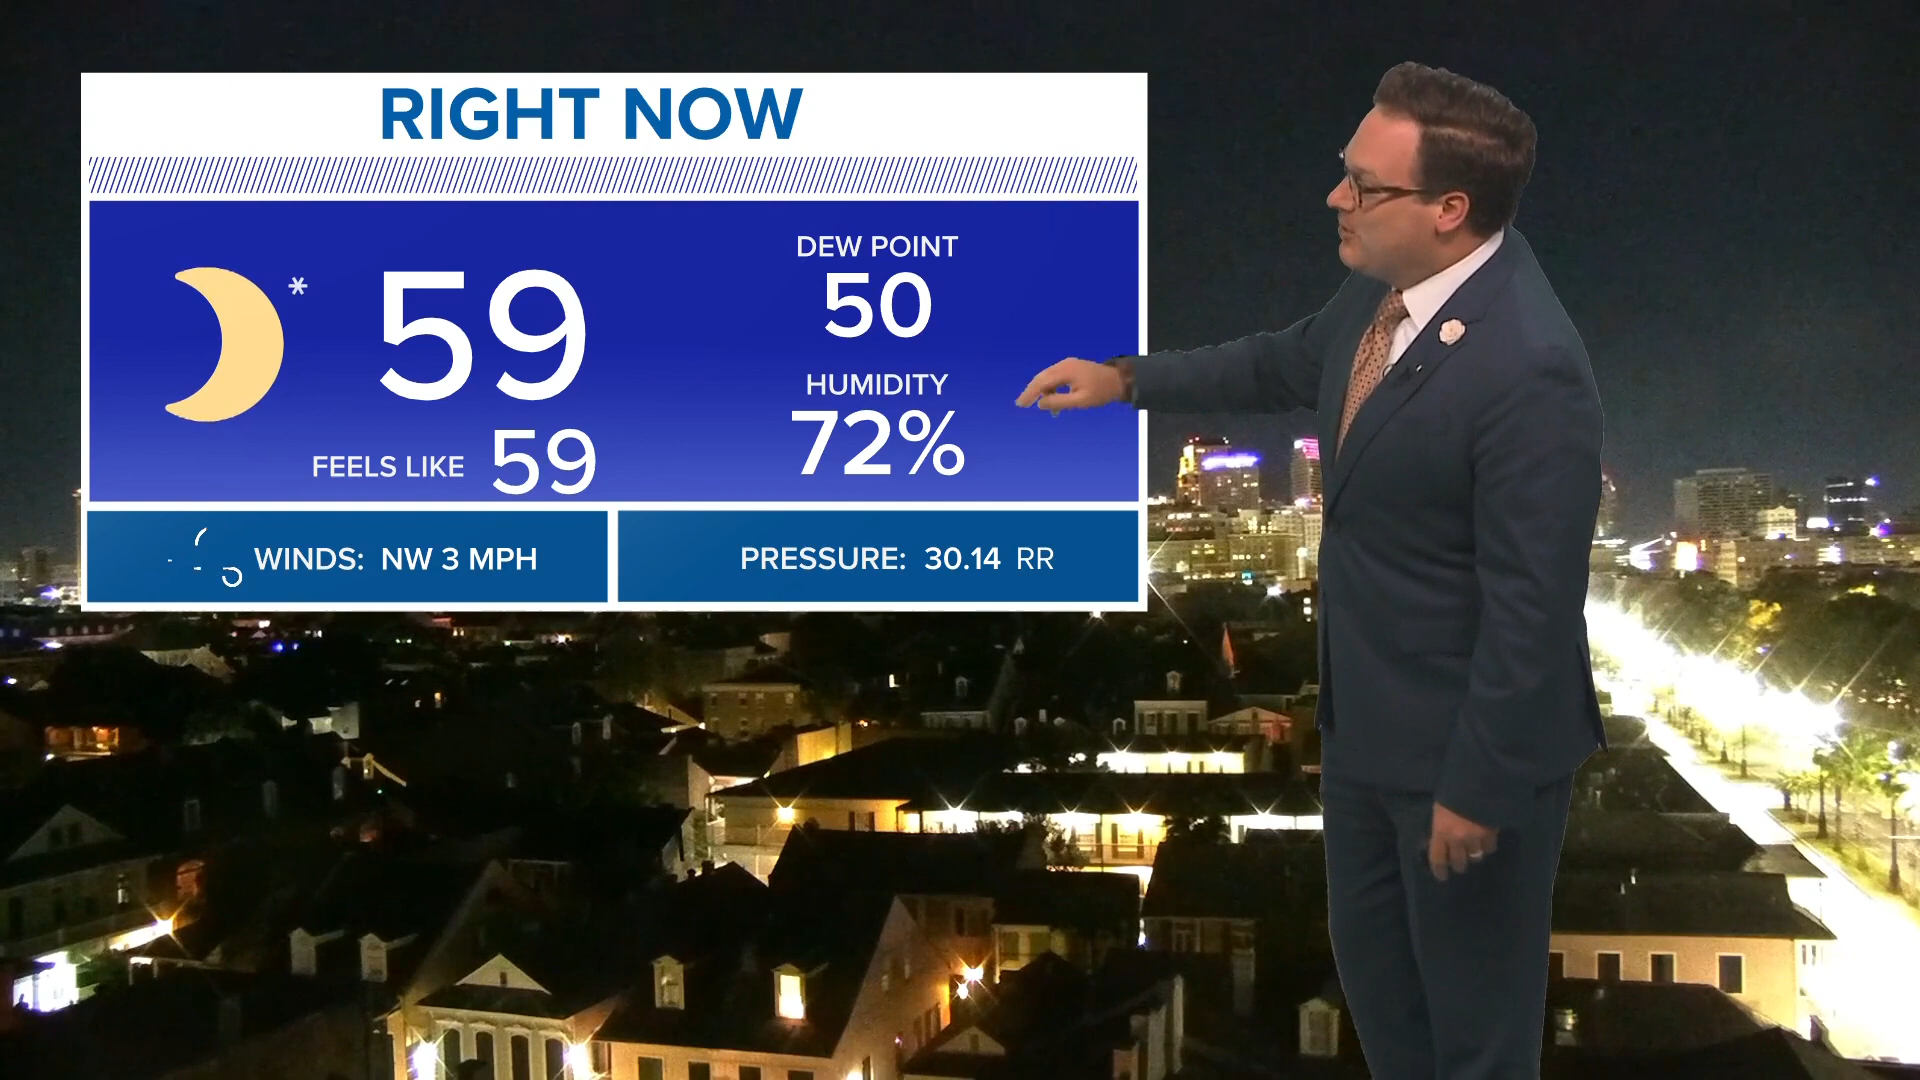 RIGHT NOW
59
FEELS LIKE 59
DEW POINT
50
HUMIDITY
72%
WINDS: NW 3 MPH
PRESSURE: 30.14 RR